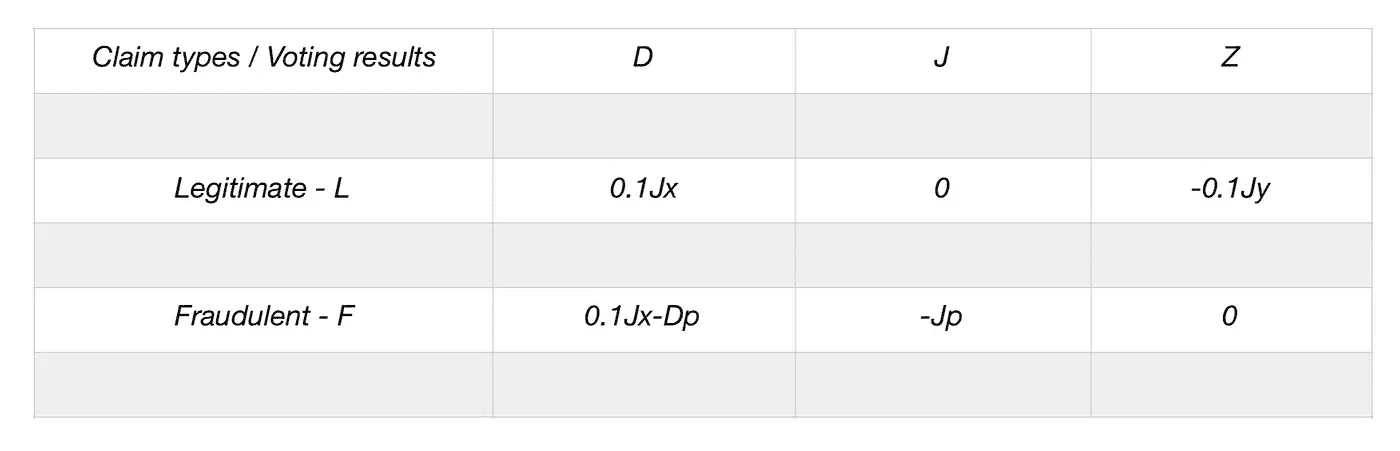 Claim types / Voting results D J Z
Legitimate - L 0.1Jx 0 -0.1Jy
Fraudulent - F 0.1Jx-Dp -Jp 0